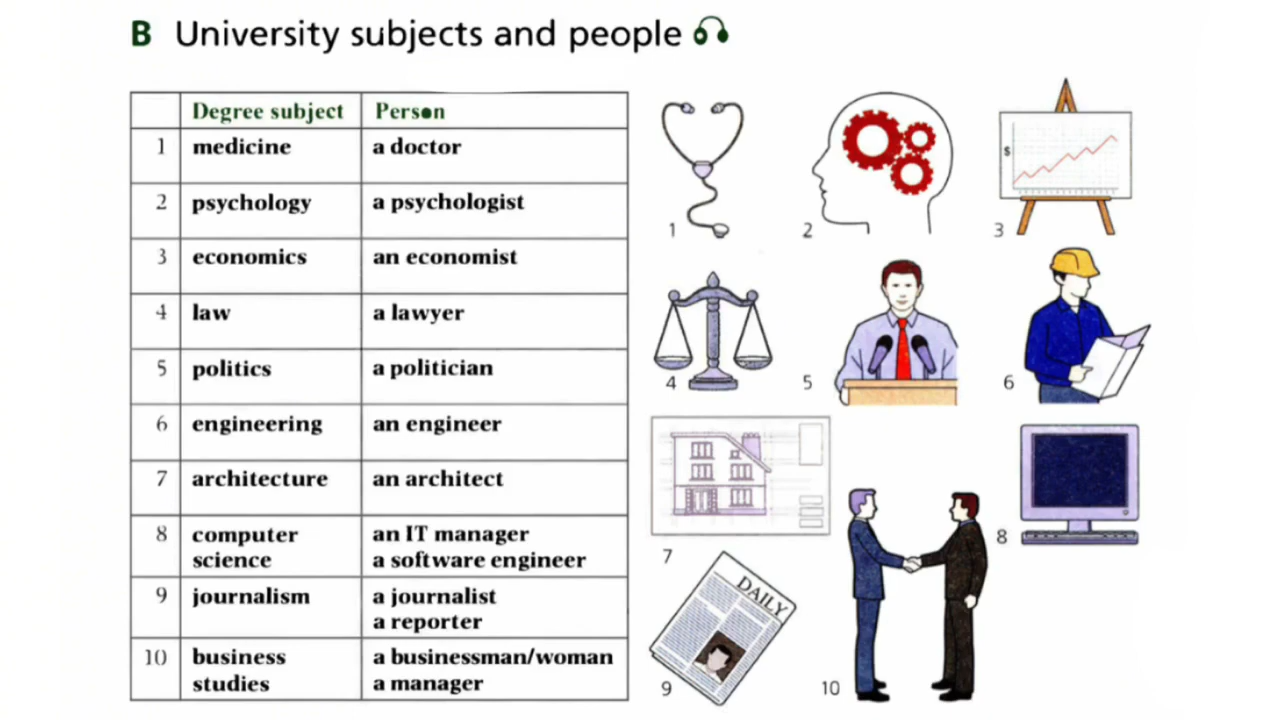 B University subjects and people
Degree subject Person
1 medicine a doctor
2 psychology a psychologist
3 economics an economist
4 law a lawyer
5 politics a politician
6 engineering an engineer
7 architecture an architect
8 computer an IT manager
science a software engineer
9 journalism a journalist
a reporter
10 business a businessman/woman
studies a manager
1
2
$
3
4
5
6
7
8
DAILY
9
10